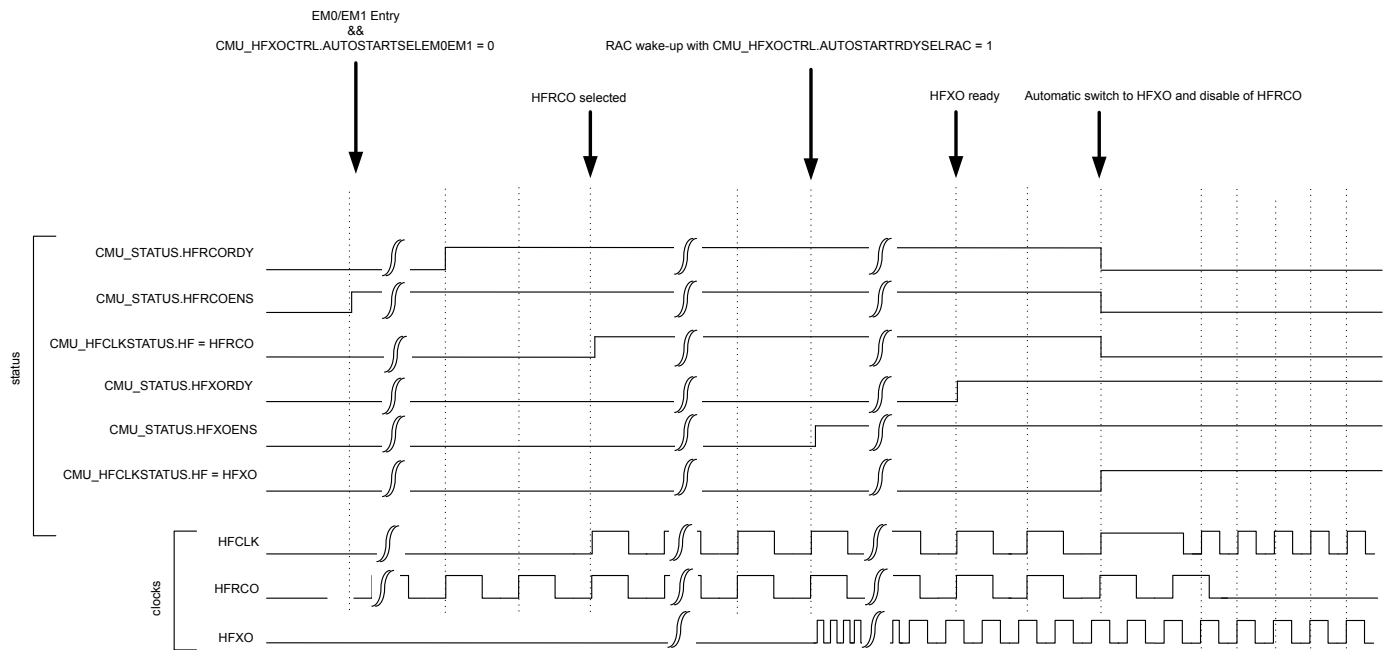 EM0/EM1 Entry
&&
CMU_HFXOCTRL.AUTOSTARTSELEM0EM1 = 0
RAC wake-up with CMU_HFXOCTRL.AUTOSTARTRDYSELRAC = 1
HFRCO selected
HFXO ready
Automatic switch to HFXO and disable of HFRCO
status
CMU_STATUS.HFRCORDY
CMU_STATUS.HFRCOENS
CMU_HFCLKSTATUS.HF = HFRCO
CMU_STATUS.HFXORDY
CMU_STATUS.HFXOENS
CMU_HFCLKSTATUS.HF = HFXO
clocks
HFCLK
HFRCO
HFXO